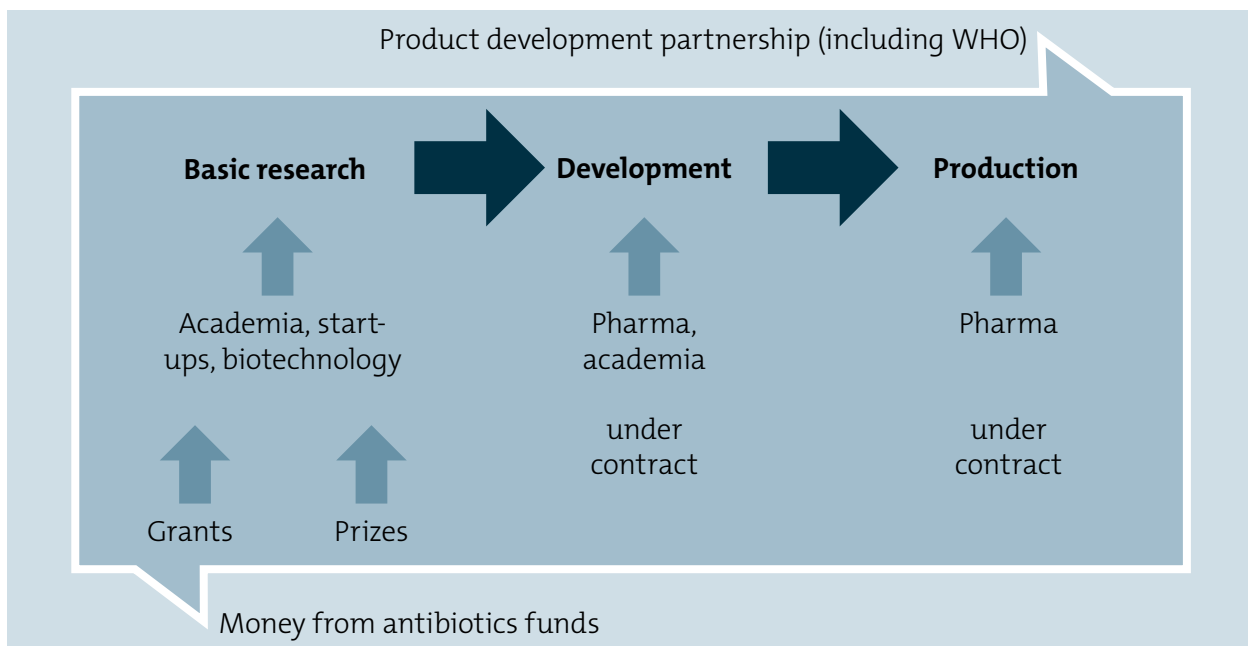 Product development partnership (including WHO)
Basic research
Development
Production
Academia, start-
ups, biotechnology
Pharma,
academia
Pharma
under
contract
under
contract
Grants
Prizes
Money from antibiotics funds